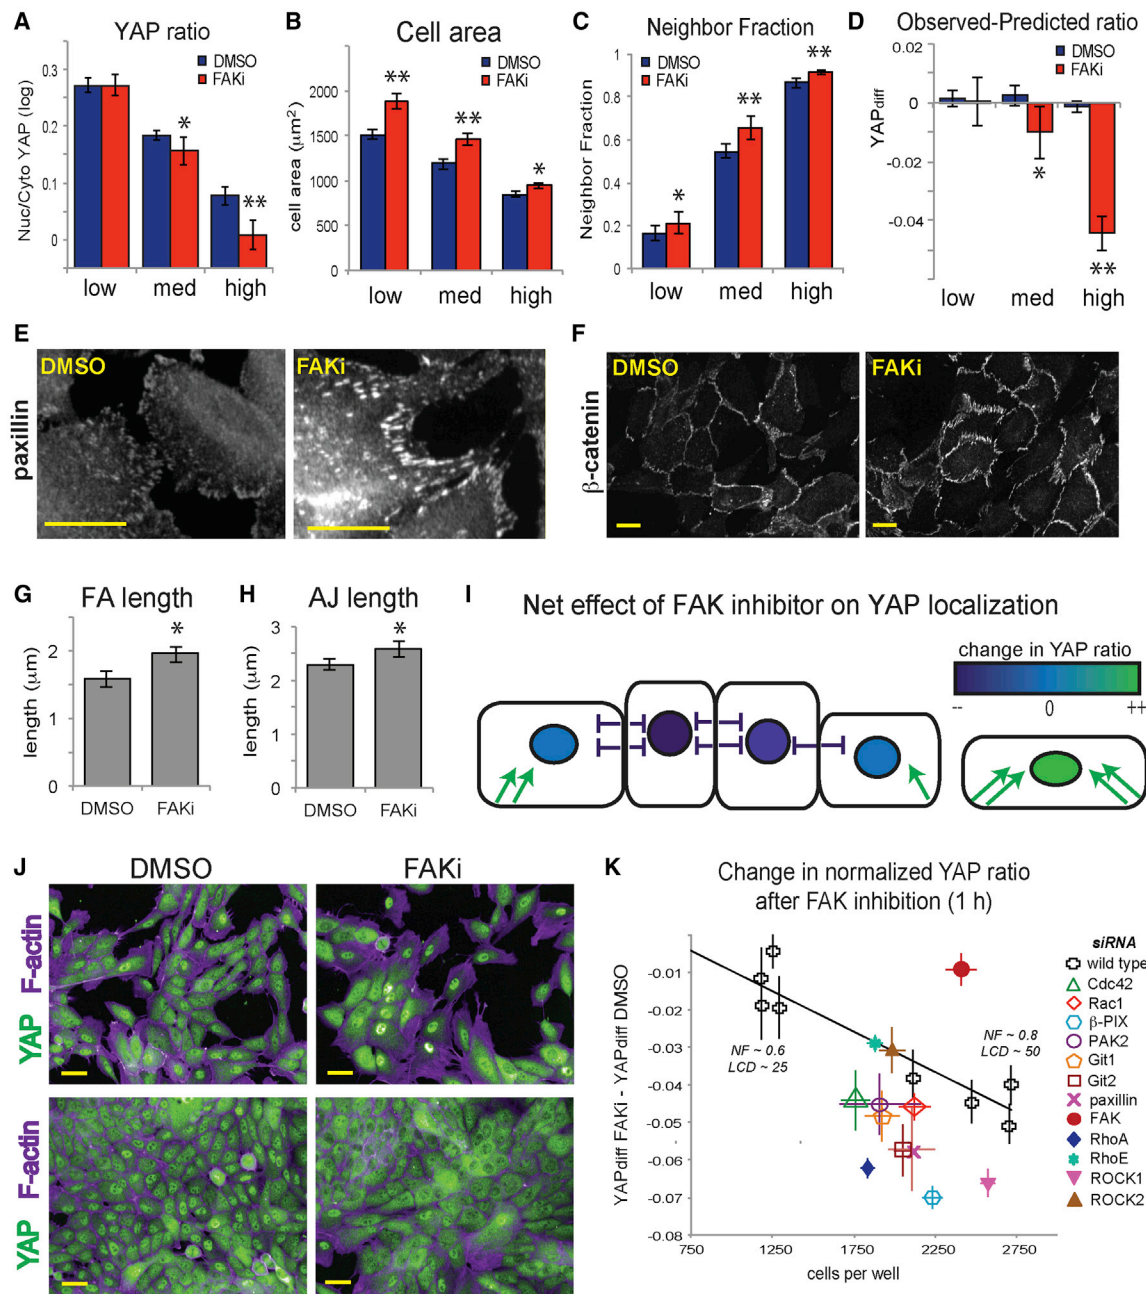 A
YAP ratio
DMSO
FAKi
Nuc/Cyto YAP (log)
0.3
0.2
0.1
0
*
**
low
med
high
B
Cell area
DMSO
FAKi
cell area (μm2)
2000
1500
1000
500
0
**
**
*
low
med
high
C
Neighbor Fraction
DMSO
FAKi
Neighbor Fraction
1
0.8
0.6
0.4
0.2
0
*
**
**
low
med
high
D
Observed-Predicted ratio
DMSO
FAKi
YAPdiff
0.02
0
-0.02
-0.04
*
**
low
med
high
E
paxillin
DMSO
FAKi
F
β-catenin
DMSO
FAKi
G
FA length
length (μm)
2
1
0
*
DMSO
FAKi
H
AJ length
length (μm)
3
2
1
0
*
DMSO
FAKi
I
Net effect of FAK inhibitor on YAP localization
change in YAP ratio
--
0
++
J
DMSO
FAKi
YAP F-actin
YAP F-actin
K
Change in normalized YAP ratio
after FAK inhibition (1 h)
YAPdiff FAKi - YAPdiff DMSO
-0.01
-0.02
-0.03
-0.04
-0.05
-0.06
-0.07
-0.08
750
1250
1750
2250
2750
cells per well
NF ~ 0.6
LCD ~ 25
NF ~ 0.8
LCD ~ 50
siRNA
wild type
Cdc42
Rac1
β-PIX
PAK2
Git1
Git2
paxillin
FAK
RhoA
RhoE
ROCK1
ROCK2